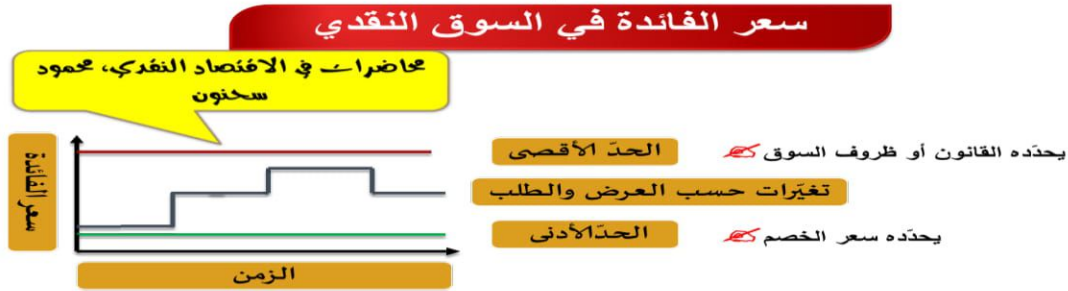 سعر الفائدة في السوق النقدي
محاضرات في الاقتصاد النقدي، محمود
سحنون
يحدّده القانون أو ظروف السوق
الحدّ الأقصى
تغيّرات حسب العرض والطلب
يحدّده سعر الخصم
الحدّالأدنى
سعر الفائدة
الزمن